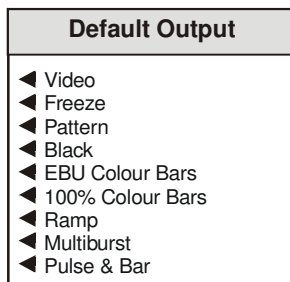 Default Output
Video
Freeze
Pattern
Black
EBU Colour Bars
100% Colour Bars
Ramp
Multiburst
Pulse & Bar